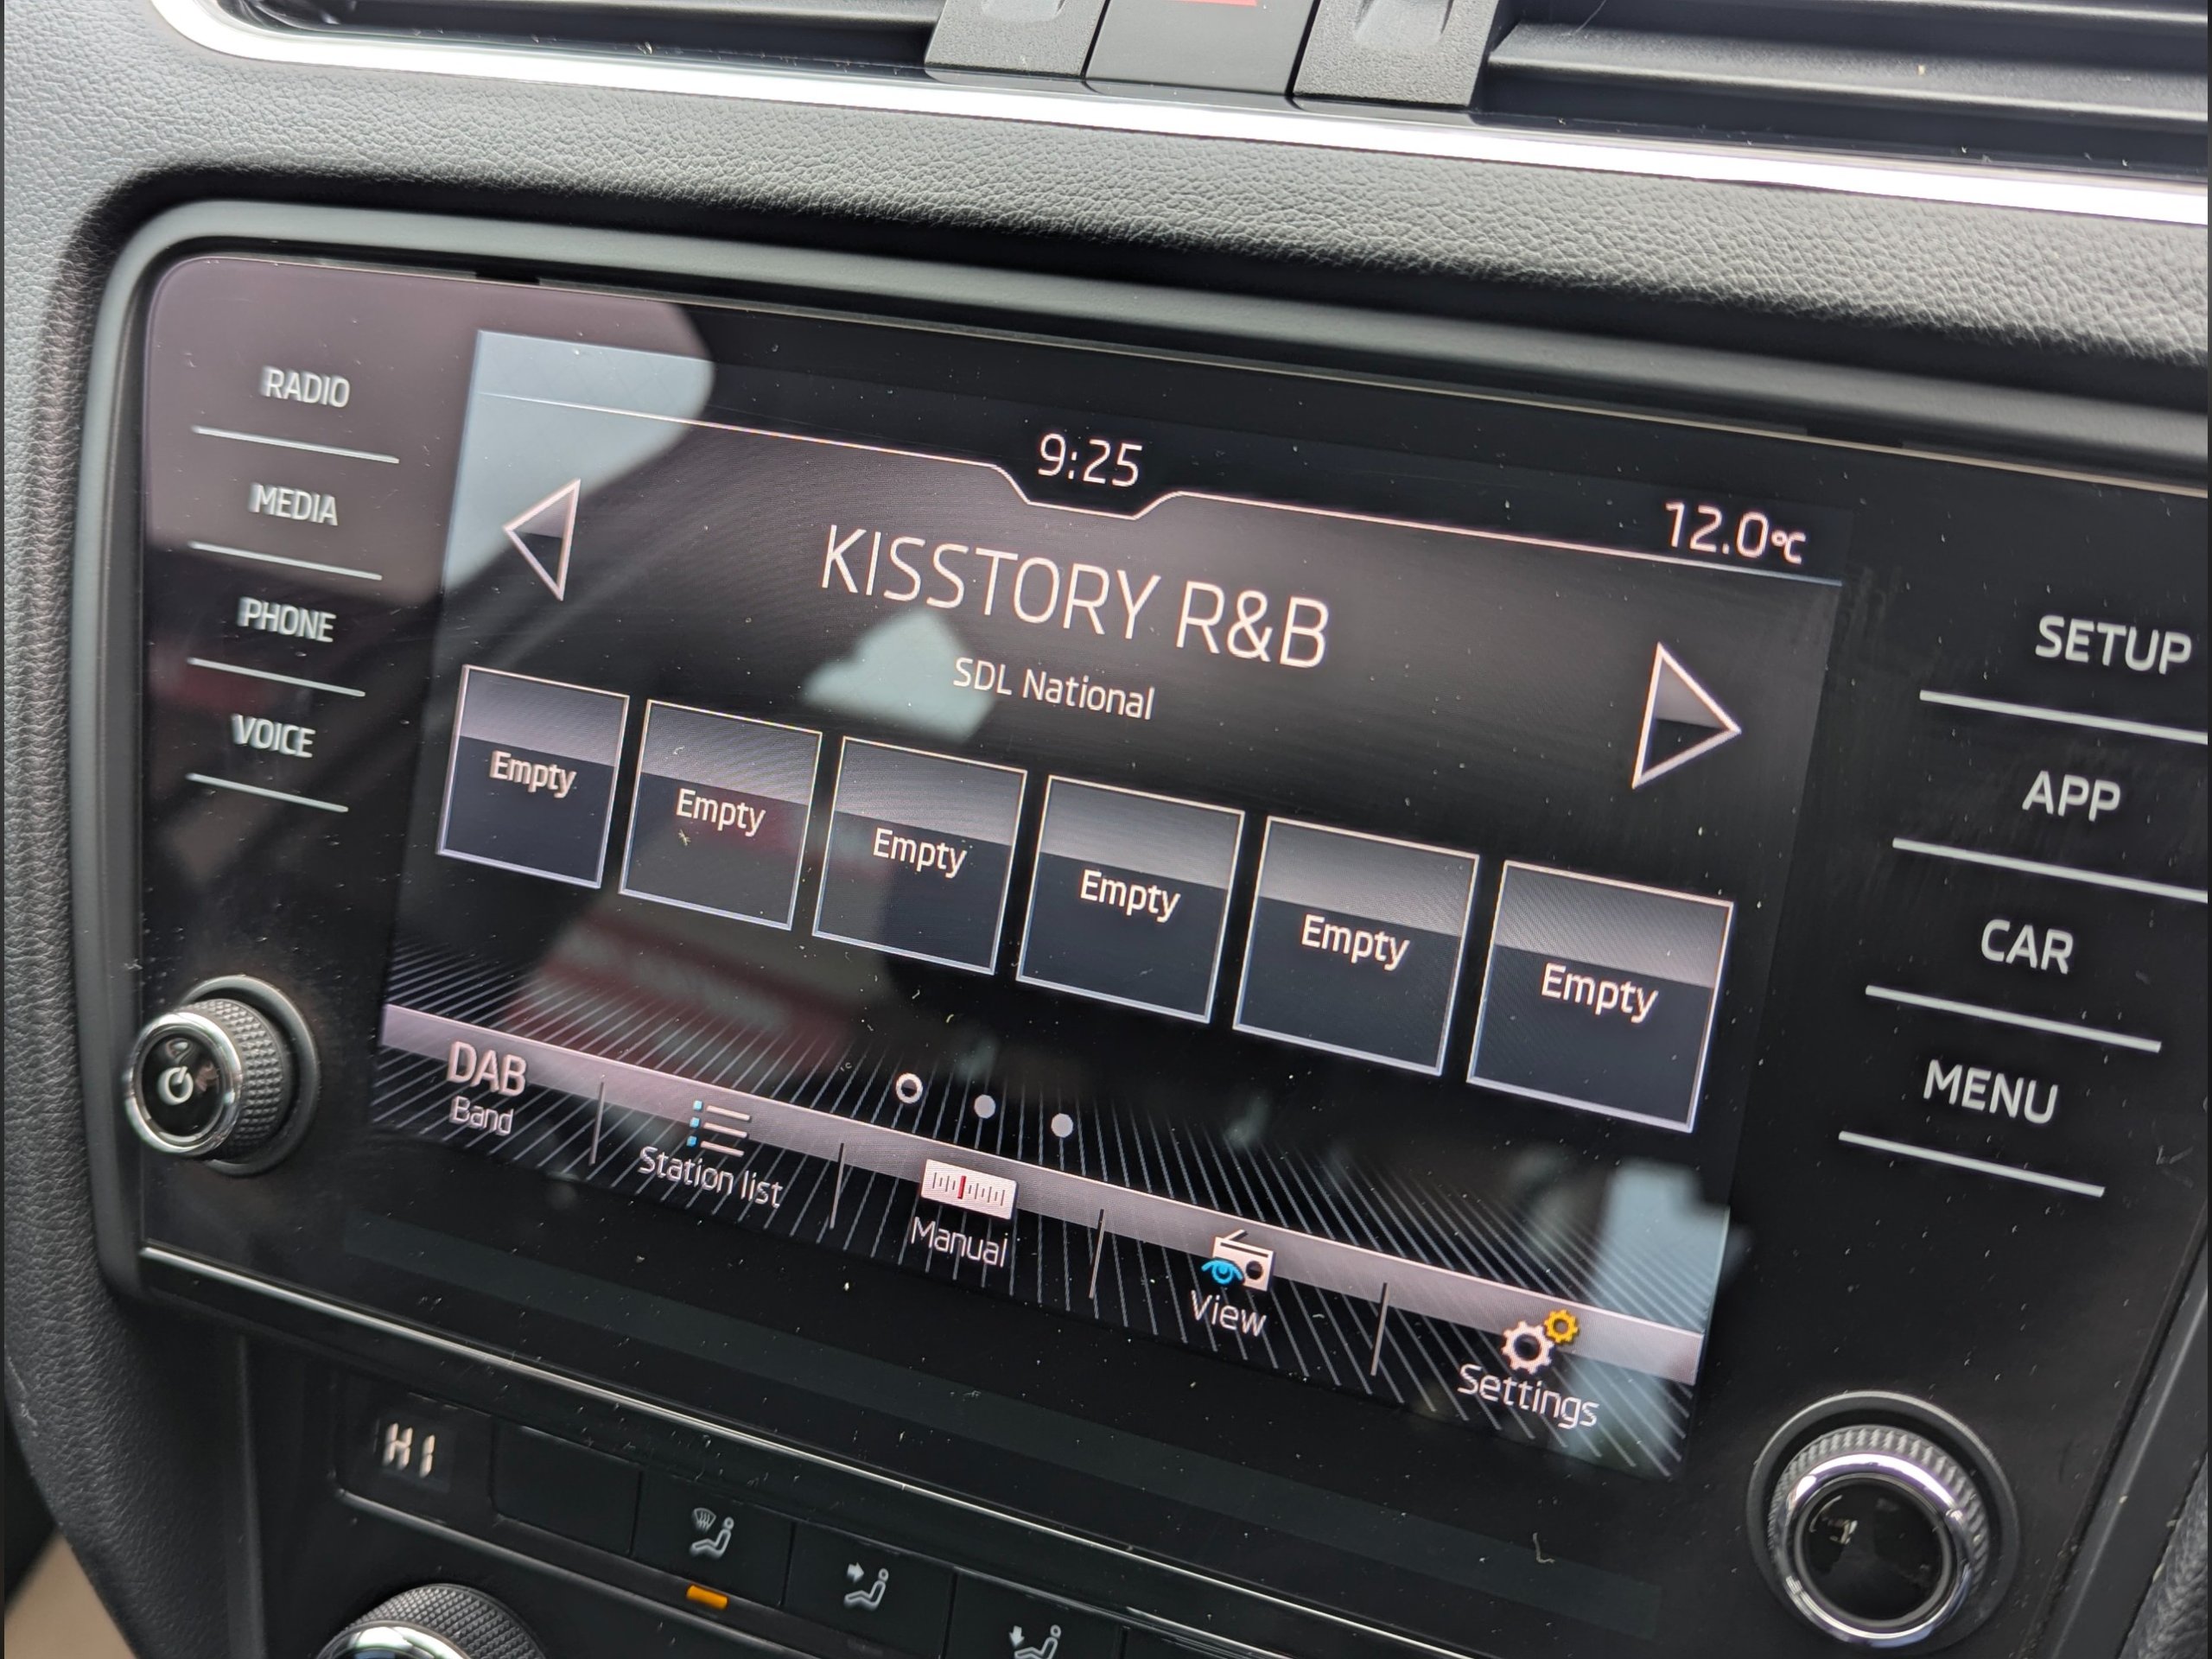 RADIO
MEDIA
PHONE
VOICE
9:25
12.0°C
KISSTORY R&B
SDL National
Empty
Empty
Empty
Empty
Empty
Empty
DAB
Band
Station list
Manual
View
Settings
SETUP
APP
CAR
MENU
HI